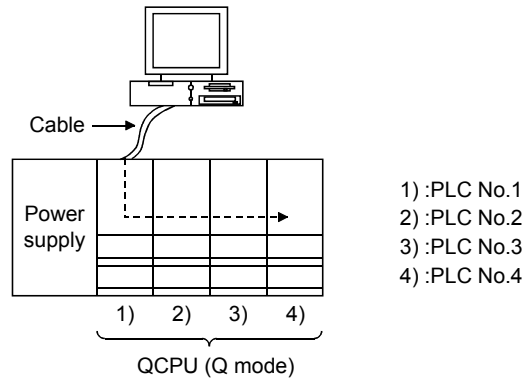 Cable
Power
supply
1) :PLC No.1
2) :PLC No.2
3) :PLC No.3
4) :PLC No.4
1) 2) 3) 4)
QCPU (Q mode)